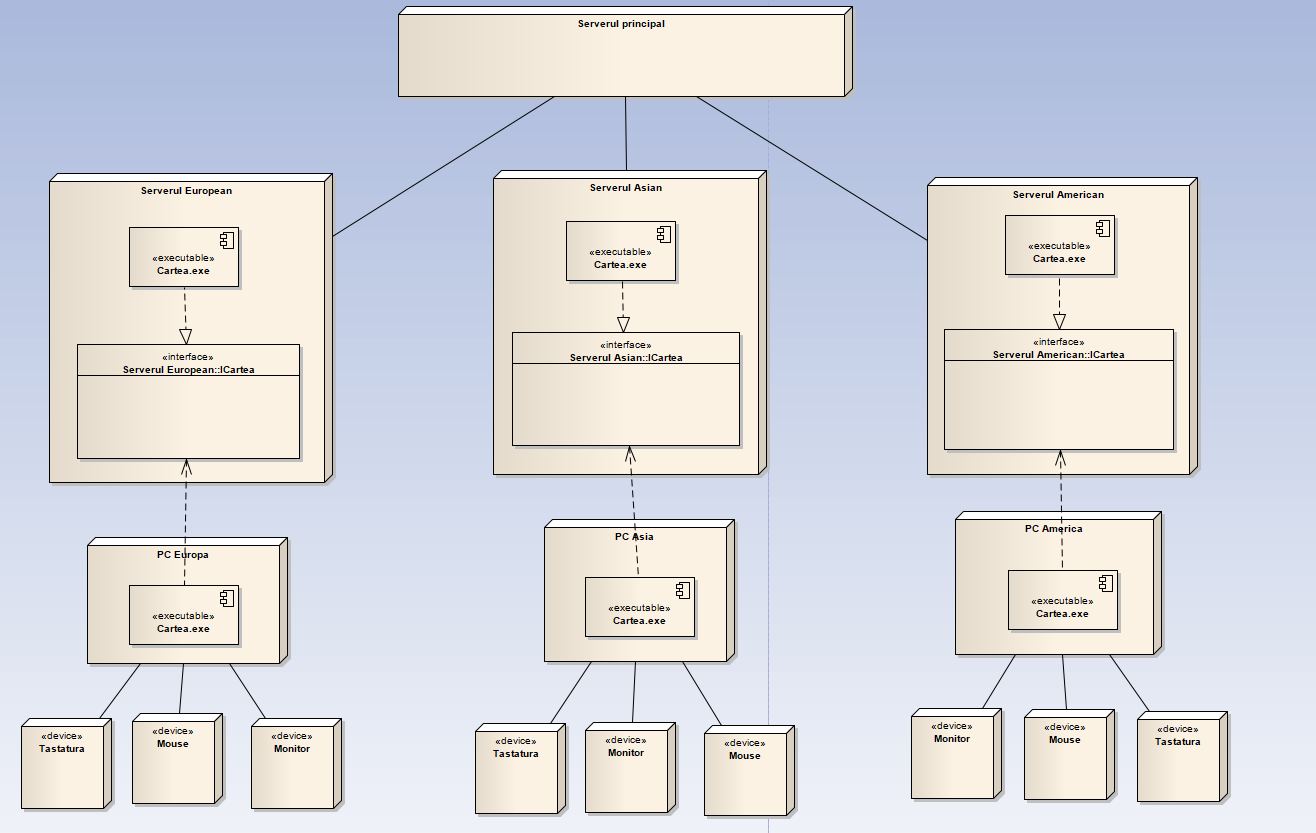 Serverul principal
Serverul European
«executable»
Cartea.exe
«interface»
Serverul European::ICartea
Serverul Asian
«executable»
Cartea.exe
«interface»
Serverul Asian::ICartea
Serverul American
«executable»
Cartea.exe
«interface»
Serverul American::ICartea
PC Europa
«executable»
Cartea.exe
PC Asia
«executable»
Cartea.exe
PC America
«executable»
Cartea.exe
«device»
Tastatura
«device»
Mouse
«device»
Monitor
«device»
Tastatura
«device»
Monitor
«device»
Mouse
«device»
Monitor
«device»
Mouse
«device»
Tastatura